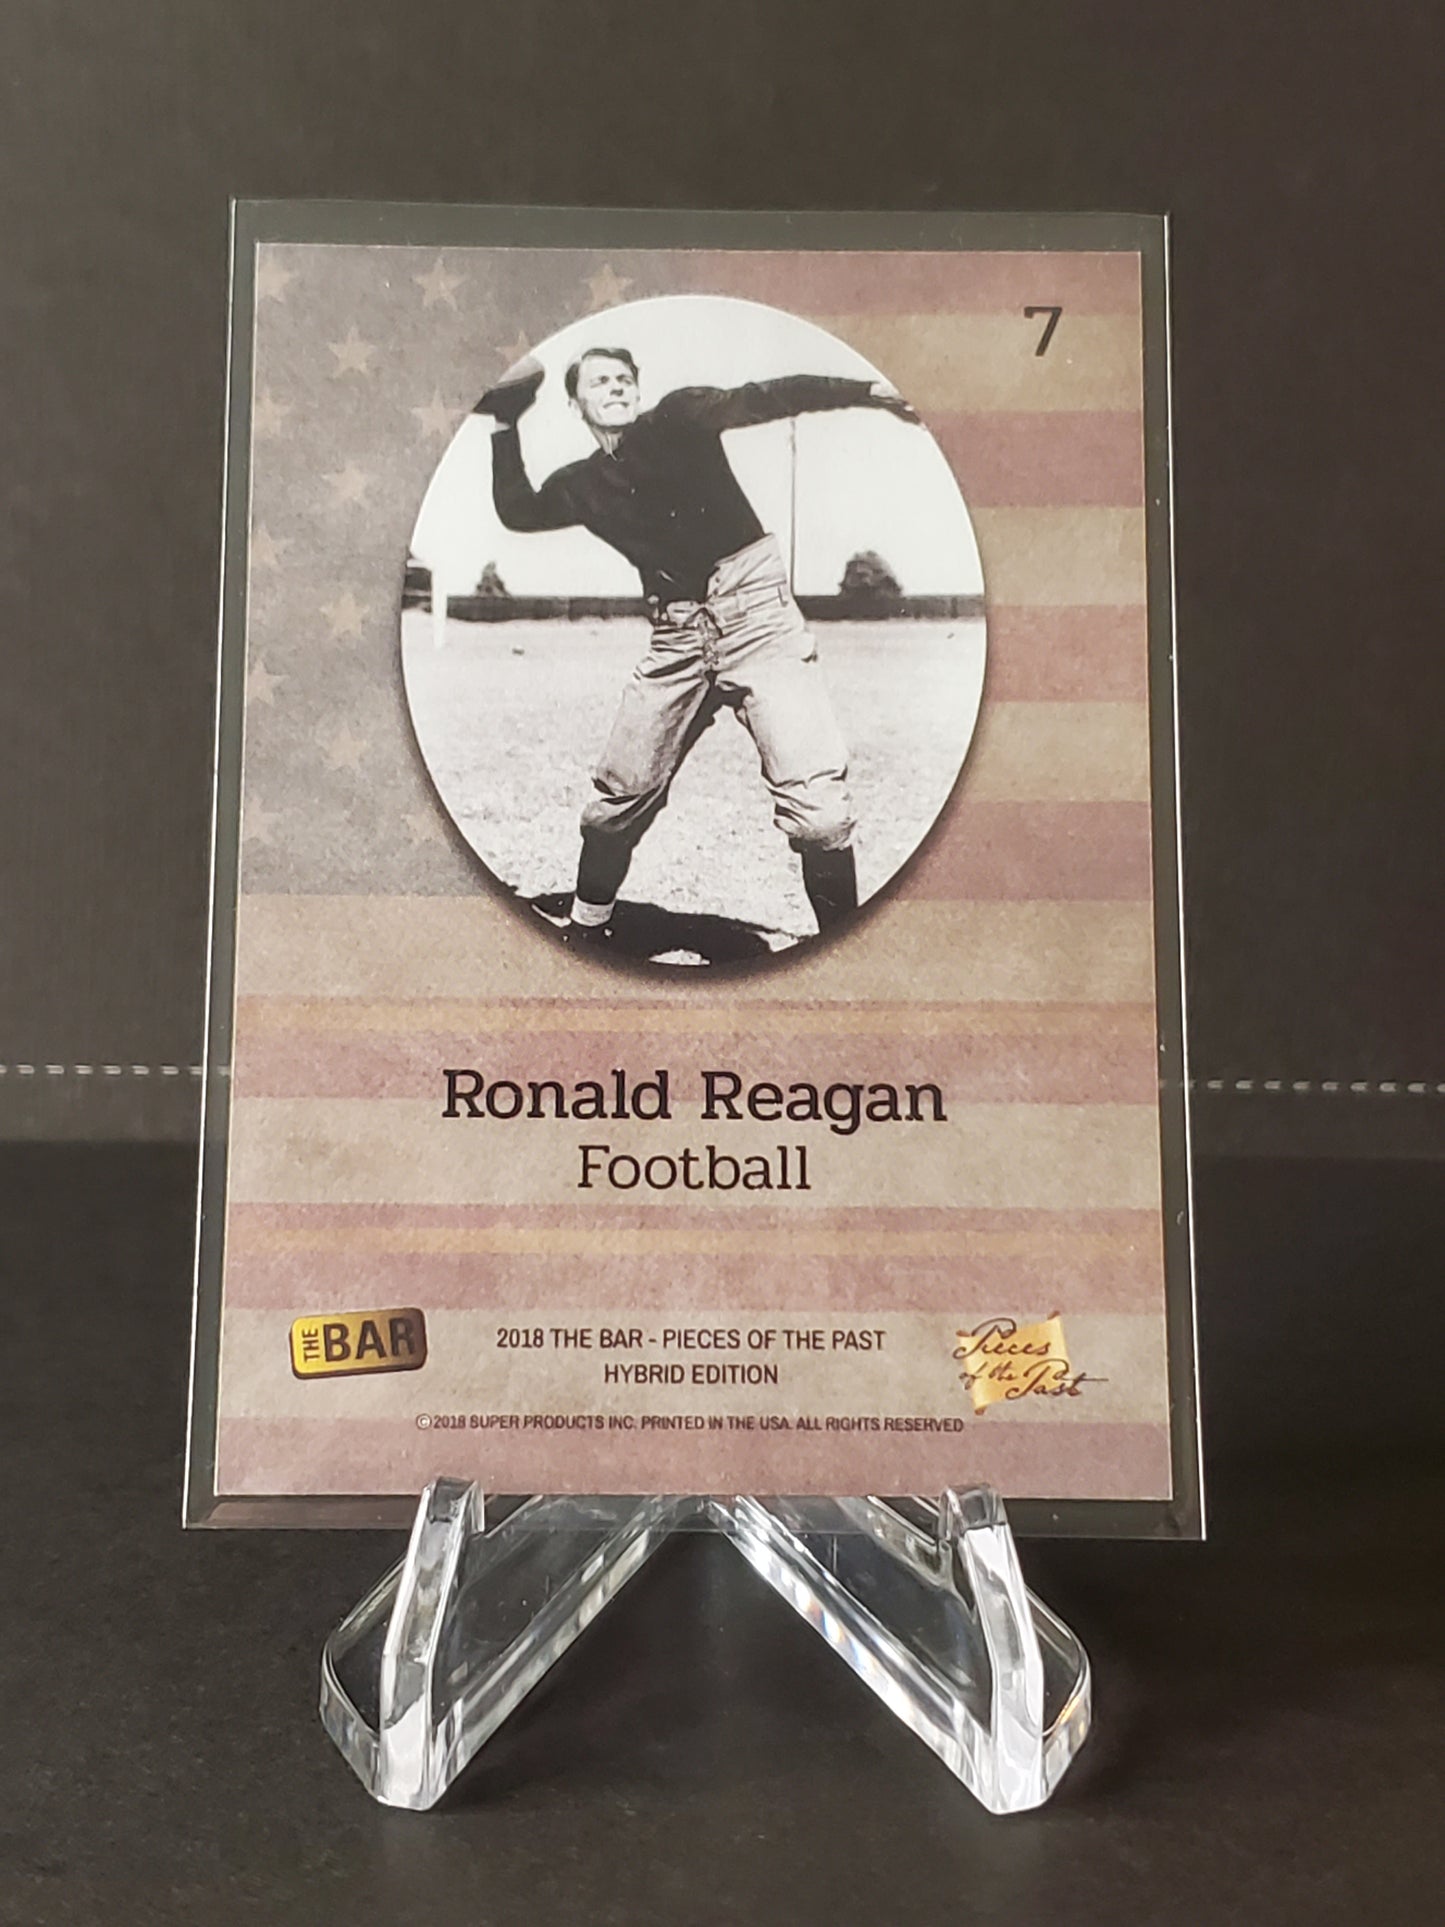 7
Ronald Reagan
Football
THE BAR
2018 THE BAR - PIECES OF THE PAST
HYBRID EDITION
Pieces
of the Past
©2018 SUPER PRODUCTS INC. PRINTED IN THE USA. ALL RIGHTS RESERVED